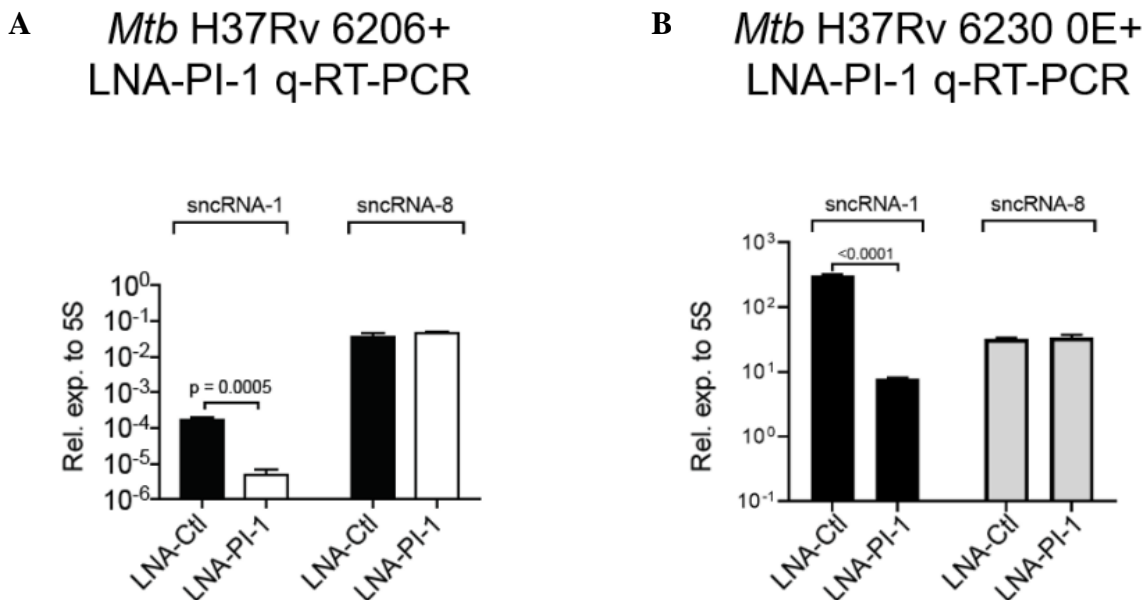 A
Mtb H37Rv 6206+
LNA-PI-1 q-RT-PCR
sncRNA-1
sncRNA-8
Rel. exp. to 5S
10^0
10^-1
10^-2
10^-3
10^-4
10^-5
10^-6
p = 0.0005
LNA-Ctl
LNA-PI-1
LNA-Ctl
LNA-PI-1
B
Mtb H37Rv 6230 0E+
LNA-PI-1 q-RT-PCR
sncRNA-1
sncRNA-8
Rel. exp. to 5S
10^3
10^2
10^1
10^0
10^-1
<0.0001
LNA-Ctl
LNA-PI-1
LNA-Ctl
LNA-PI-1